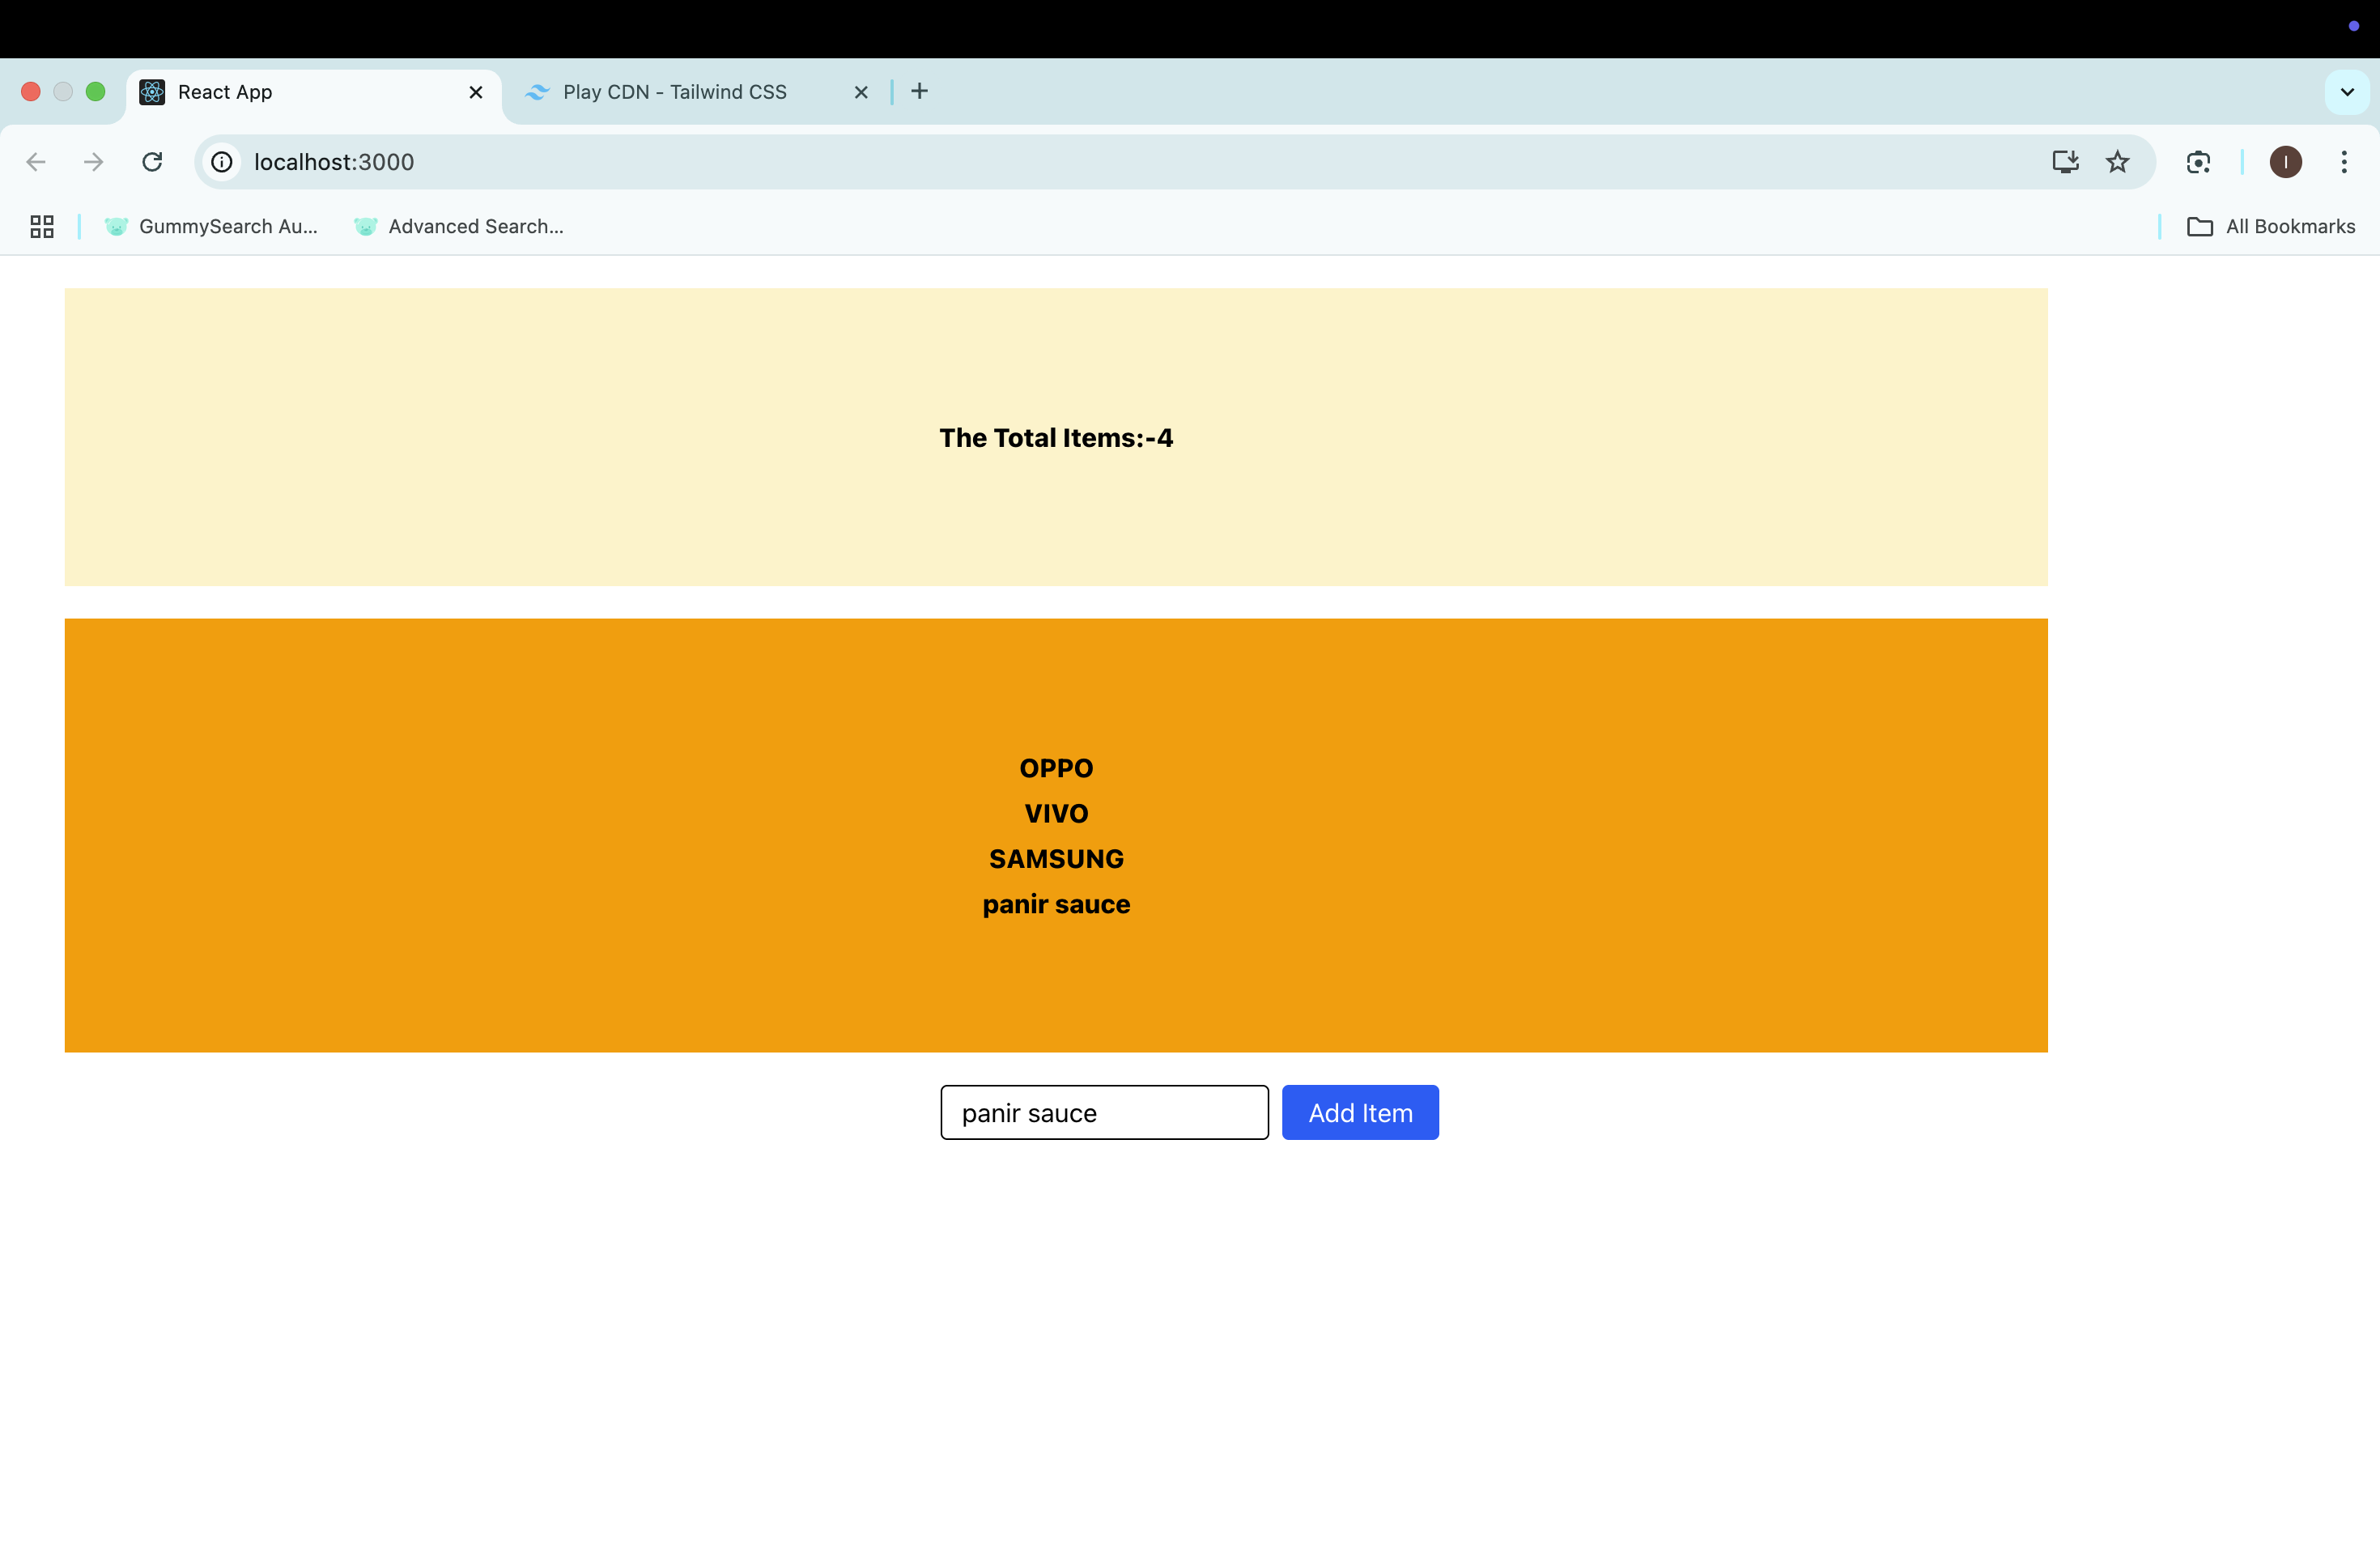 React App
Play CDN - Tailwind CSS
localhost:3000
I
GummySearch Au...
Advanced Search...
All Bookmarks
The Total Items:-4
OPPO
VIVO
SAMSUNG
panir sauce
panir sauce
Add Item